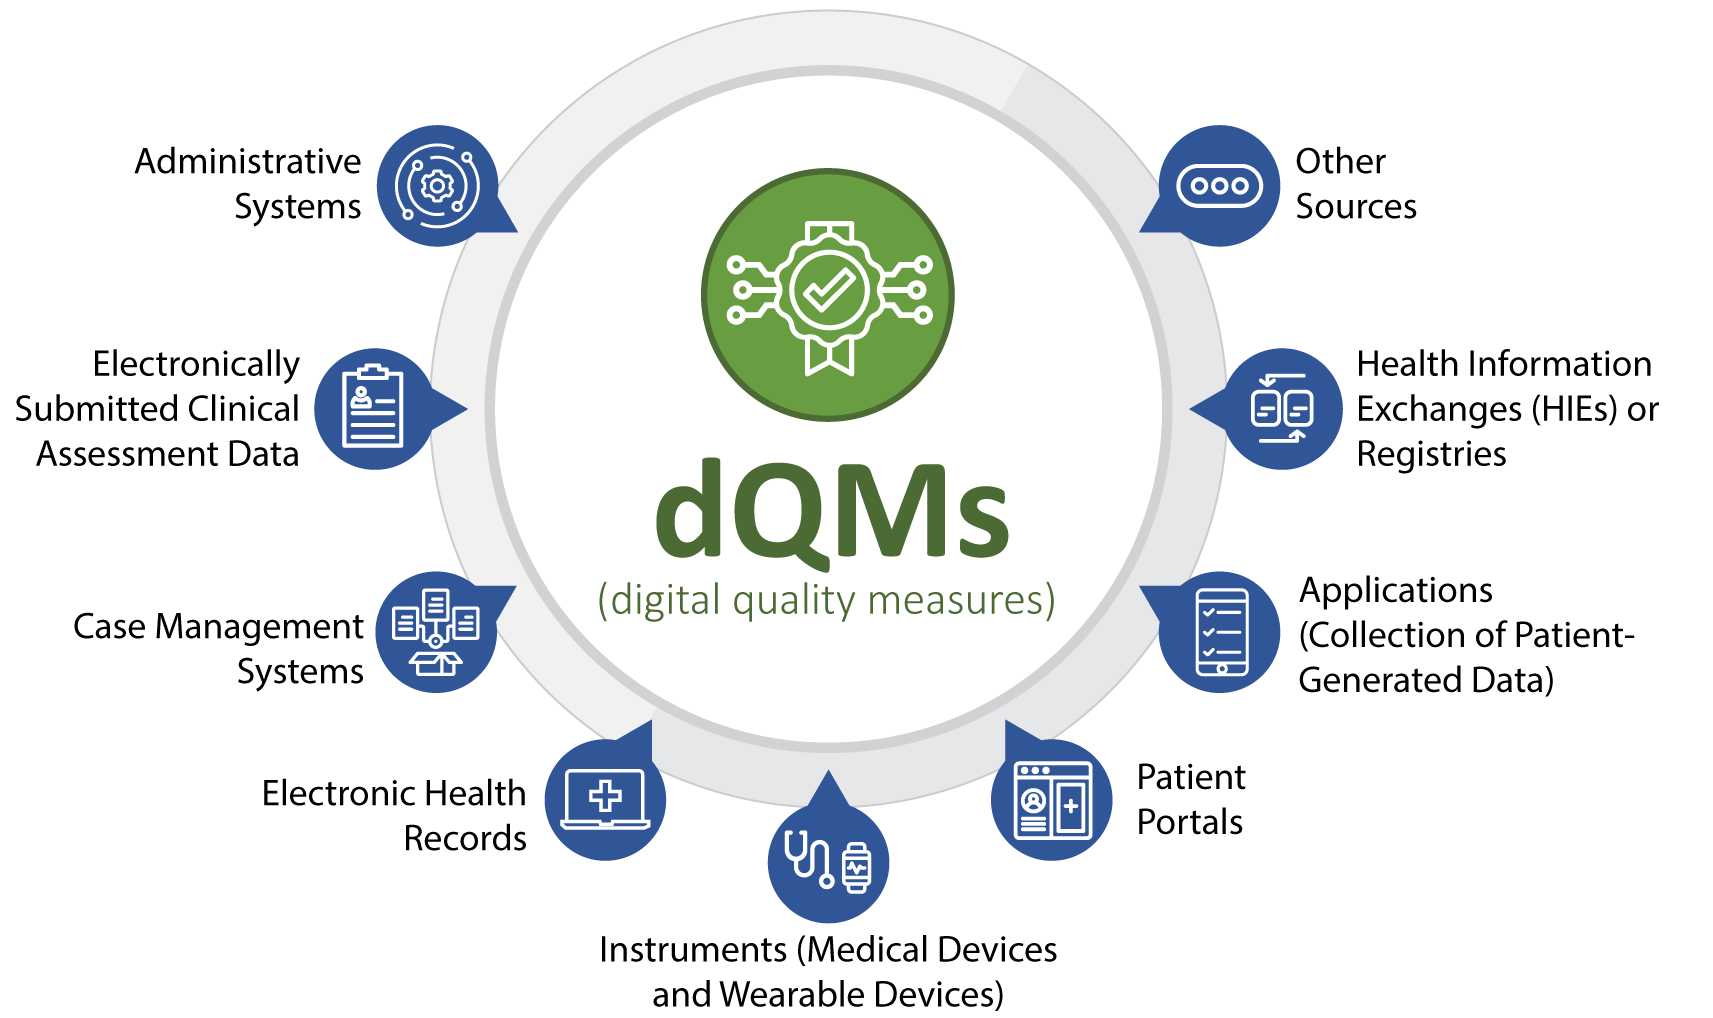 Administrative
Systems
Other
Sources
Electronically
Submitted Clinical
Assessment Data
Health Information
Exchanges (HIEs) or
Registries
dQMs
(digital quality measures)
Case Management
Systems
Applications
(Collection of Patient-
Generated Data)
Electronic Health
Records
Patient
Portals
Instruments (Medical Devices
and Wearable Devices)